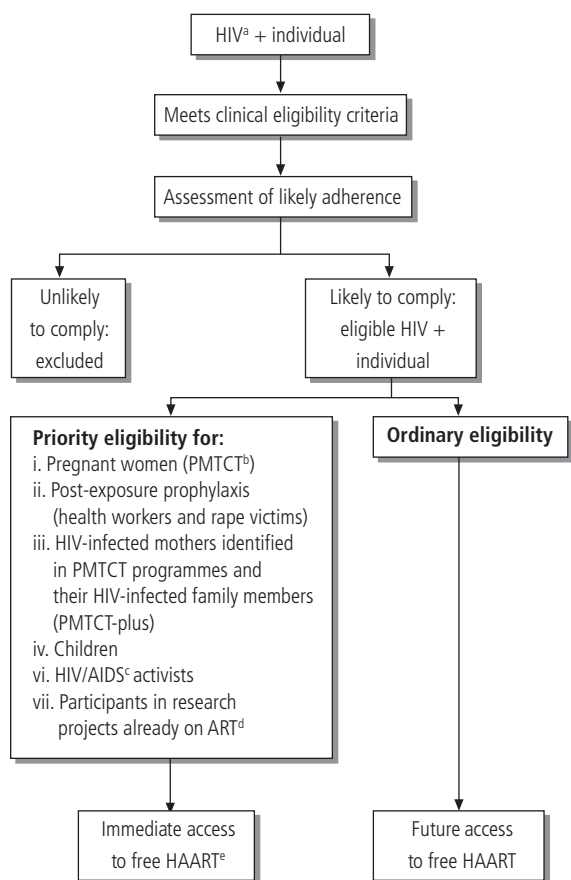 HIVᵃ + individual
Meets clinical eligibility criteria
Assessment of likely adherence
Unlikely
to comply:
excluded
Likely to comply:
eligible HIV +
individual
Priority eligibility for:
i. Pregnant women (PMTCTᵇ)
ii. Post-exposure prophylaxis
(health workers and rape victims)
iii. HIV-infected mothers identified
in PMTCT programmes and
their HIV-infected family members
(PMTCT-plus)
iv. Children
vi. HIV/AIDSᶜ activists
vii. Participants in research
projects already on ARTᵈ
Ordinary eligibility
Immediate access
to free HAARTᵉ
Future access
to free HAART